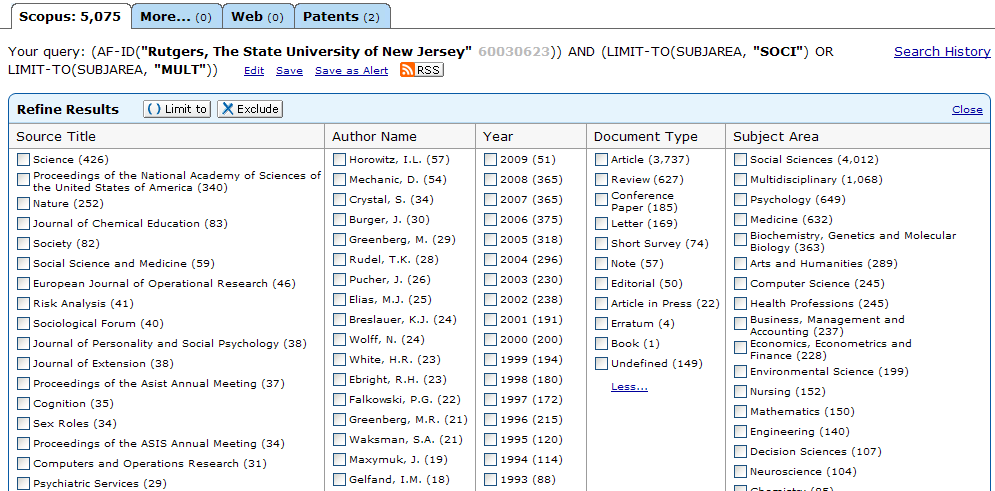 Scopus: 5,075
More... (0)
Web (0)
Patents (2)
Your query: (AF-ID("Rutgers, The State University of New Jersey" 60030623)) AND (LIMIT-TO(SUBJAREA, "SOCI") OR
LIMIT-TO(SUBJAREA, "MULT"))
Edit
Save
Save as Alert
RSS
Search History
Refine Results
Limit to
Exclude
Close
Source Title
Science (426)
Proceedings of the National Academy of Sciences of
the United States of America (340)
Nature (252)
Journal of Chemical Education (83)
Society (82)
Social Science and Medicine (59)
European Journal of Operational Research (46)
Risk Analysis (41)
Sociological Forum (40)
Journal of Personality and Social Psychology (38)
Journal of Extension (38)
Proceedings of the Asist Annual Meeting (37)
Cognition (35)
Sex Roles (34)
Proceedings of the ASIS Annual Meeting (34)
Computers and Operations Research (31)
Psychiatric Services (29)
Author Name
Horowitz, I.L. (57)
Mechanic, D. (54)
Crystal, S. (34)
Burger, J. (30)
Greenberg, M. (29)
Rudel, T.K. (28)
Pucher, J. (26)
Elias, M.J. (25)
Breslauer, K.J. (24)
Wolff, N. (24)
White, H.R. (23)
Ebright, R.H. (23)
Falkowski, P.G. (22)
Greenberg, M.R. (21)
Waksman, S.A. (21)
Maxymuk, J. (19)
Gelfand, I.M. (18)
Year
2009 (51)
2008 (365)
2007 (365)
2006 (375)
2005 (318)
2004 (296)
2003 (230)
2002 (238)
2001 (191)
2000 (200)
1999 (194)
1998 (180)
1997 (172)
1996 (215)
1995 (120)
1994 (114)
1993 (88)
Document Type
Article (3,737)
Review (627)
Conference
Paper (185)
Letter (169)
Short Survey (74)
Note (57)
Editorial (50)
Article in Press (22)
Erratum (4)
Book (1)
Undefined (149)
Less...
Subject Area
Social Sciences (4,012)
Multidisciplinary (1,068)
Psychology (649)
Medicine (632)
Biochemistry, Genetics and Molecular
Biology (363)
Arts and Humanities (289)
Computer Science (245)
Health Professions (245)
Business, Management and
Accounting (237)
Economics, Econometrics and
Finance (228)
Environmental Science (199)
Nursing (152)
Mathematics (150)
Engineering (140)
Decision Sciences (107)
Neuroscience (104)